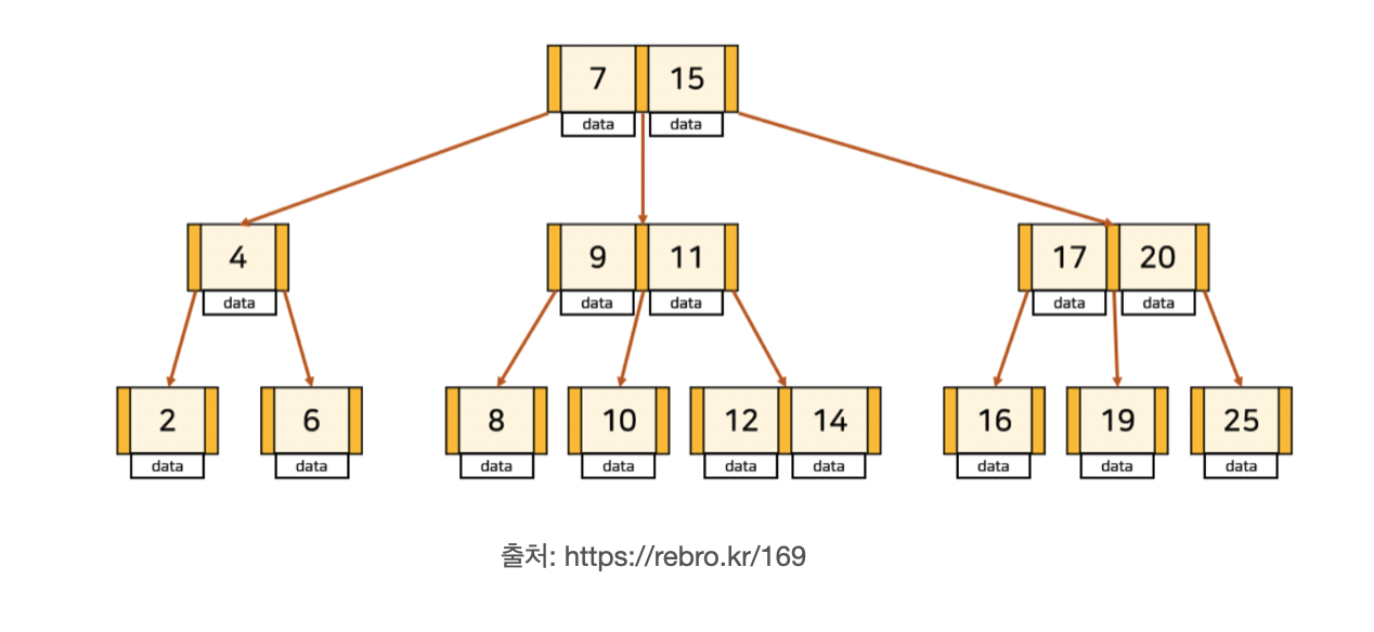 7 15
data data
4 9 11 17 20
data data data data data
2 6 8 10 12 14 16 19 25
data data data data data data data data data
출처: https://rebro.kr/169